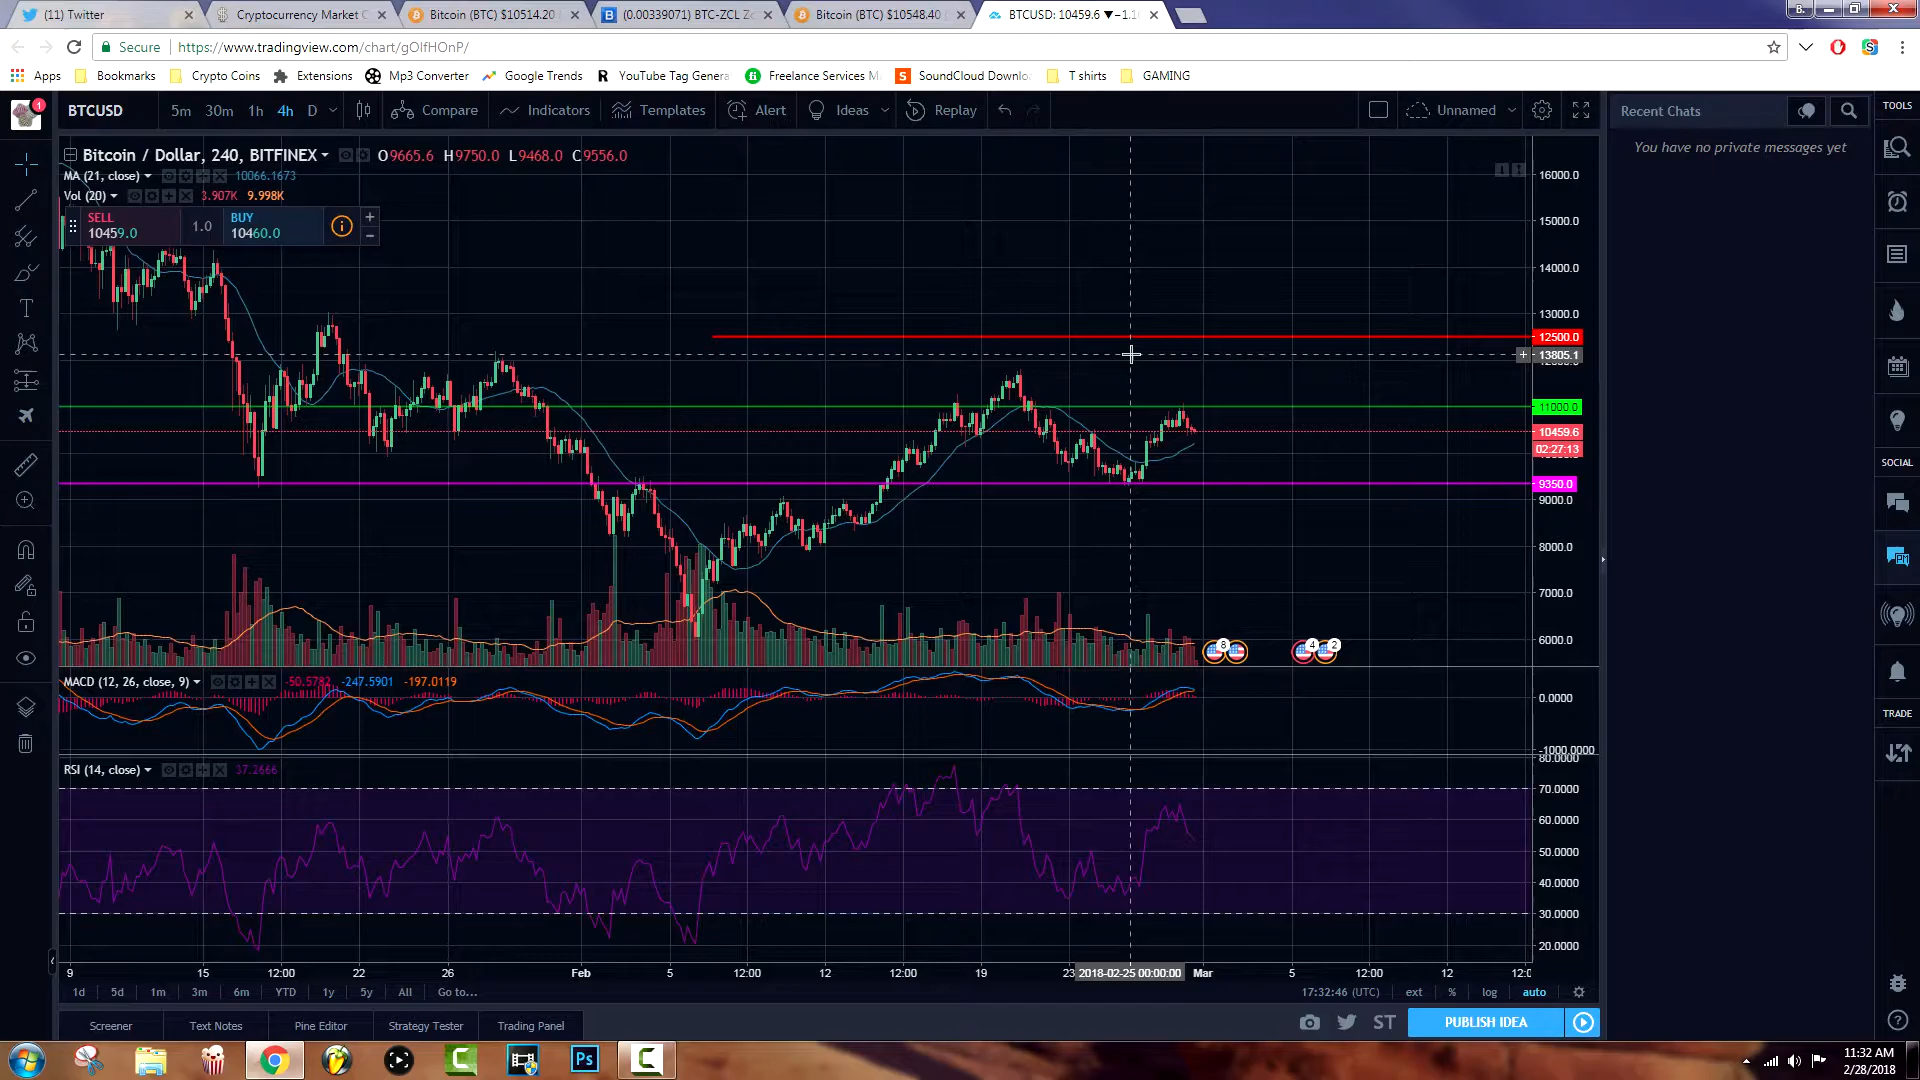 (11) Twitter
Cryptocurrency Market C
Bitcoin (BTC) $10514.20
(0.00339071) BTC-ZCL Zc
Bitcoin (BTC) $10548.40
BTCUSD: 10459.6 ▼−1.1
B.
Secure
https://www.tradingview.com/chart/gOlfHOnP/
Apps
Bookmarks
Crypto Coins
Extensions
Mp3 Converter
Google Trends
YouTube Tag Genera
Freelance Services M
SoundCloud Downlo
T shirts
GAMING
1
BTCUSD
5m
30m
1h
4h
D
Compare
Indicators
Templates
Alert
Ideas
Replay
Unnamed
Recent Chats
TOOLS
You have no private messages yet
Bitcoin / Dollar, 240, BITFINEX
O9665.6 H9750.0 L9468.0 C9556.0
MA (21, close)
10066.1673
Vol (20)
3.907K
9.998K
SELL
10459.0
1.0
BUY
10460.0
16000.0
15000.0
14000.0
13000.0
12500.0
13805.1
11000.0
10459.6
02:27:13
9350.0
9000.0
8000.0
7000.0
6000.0
8
4
2
SOCIAL
TRADE
MACD (12, 26, close, 9)
-50.5782
-247.5901
-197.0119
0.0000
-1000.0000
RSI (14, close)
37.2666
80.0000
70.0000
60.0000
50.0000
40.0000
30.0000
20.0000
9
15
12:00
22
26
Feb
5
12:00
12
12:00
19
23
2018-02-25 00:00:00
Mar
5
12:00
12
1d
5d
1m
3m
6m
YTD
1y
5y
All
Go to...
17:32:46 (UTC)
ext
%
log
auto
Screener
Text Notes
Pine Editor
Strategy Tester
Trading Panel
ST
PUBLISH IDEA
Ps
11:32 AM
2/28/2018